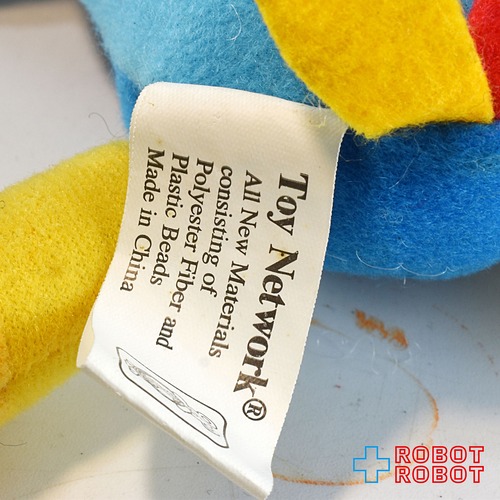 Toy Network®
All New Materials
consisting of
Polyester Fiber and
Plastic Beads
Made in China
ROBOT
ROBOT